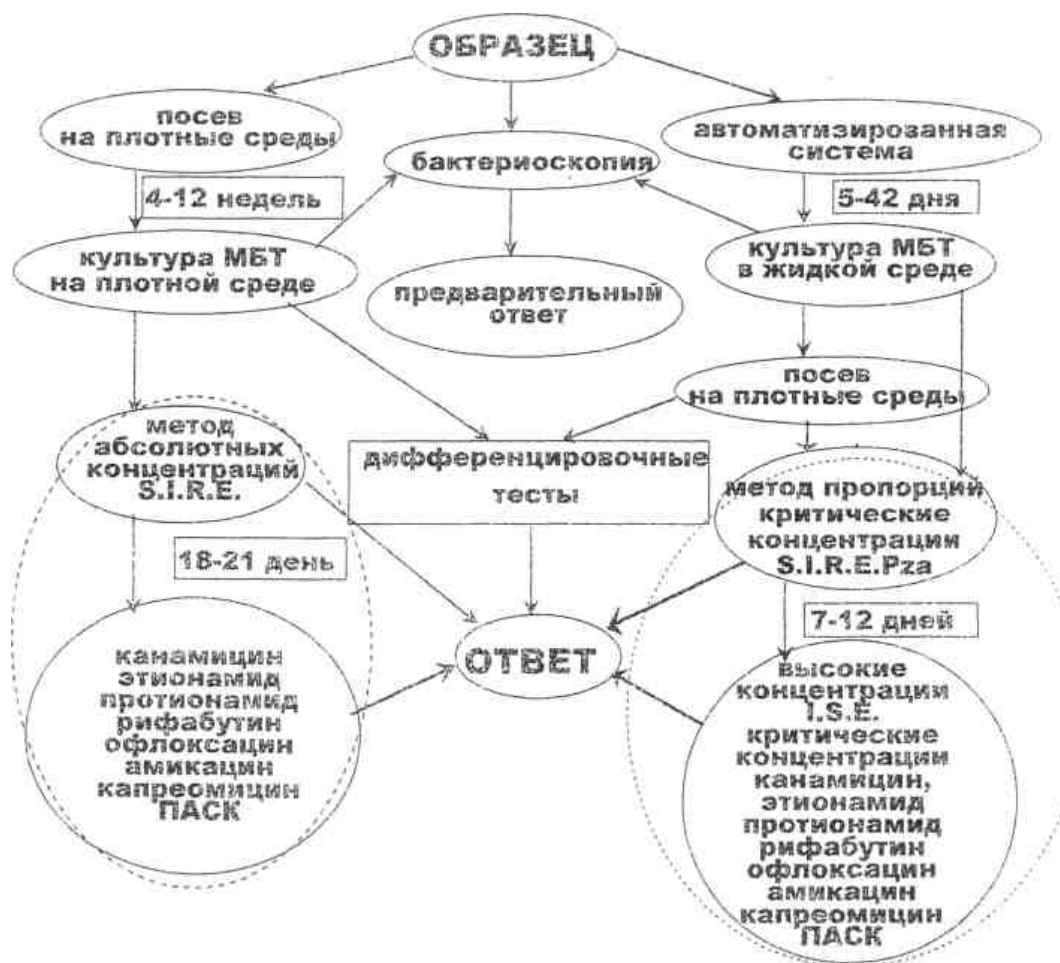 ОБРАЗЕЦ
посев
на плотные среды
бактериоскопия
автоматизированная
система
4-12 недель
5-42 дня
культура МБТ
на плотной среде
предварительный
ответ
культура МБТ
в жидкой среде
посев
на плотные среды
метод
абсолютных
концентраций
S.I.R.E.
дифференцировочные
тесты
метод пропорций
критические
концентрации
S.I.R.E.Pza
18-21 день
7-12 дней
ОТВЕТ
канамицин
этионамид
протионамид
рифабутин
офлоксацин
амикацин
капреомицин
ПАСК
высокие
концентрации
I.S.E.
критические
концентрации
канамицин,
этионамид
протионамид
рифабутин
офлоксацин
амикацин
капреомицин
ПАСК